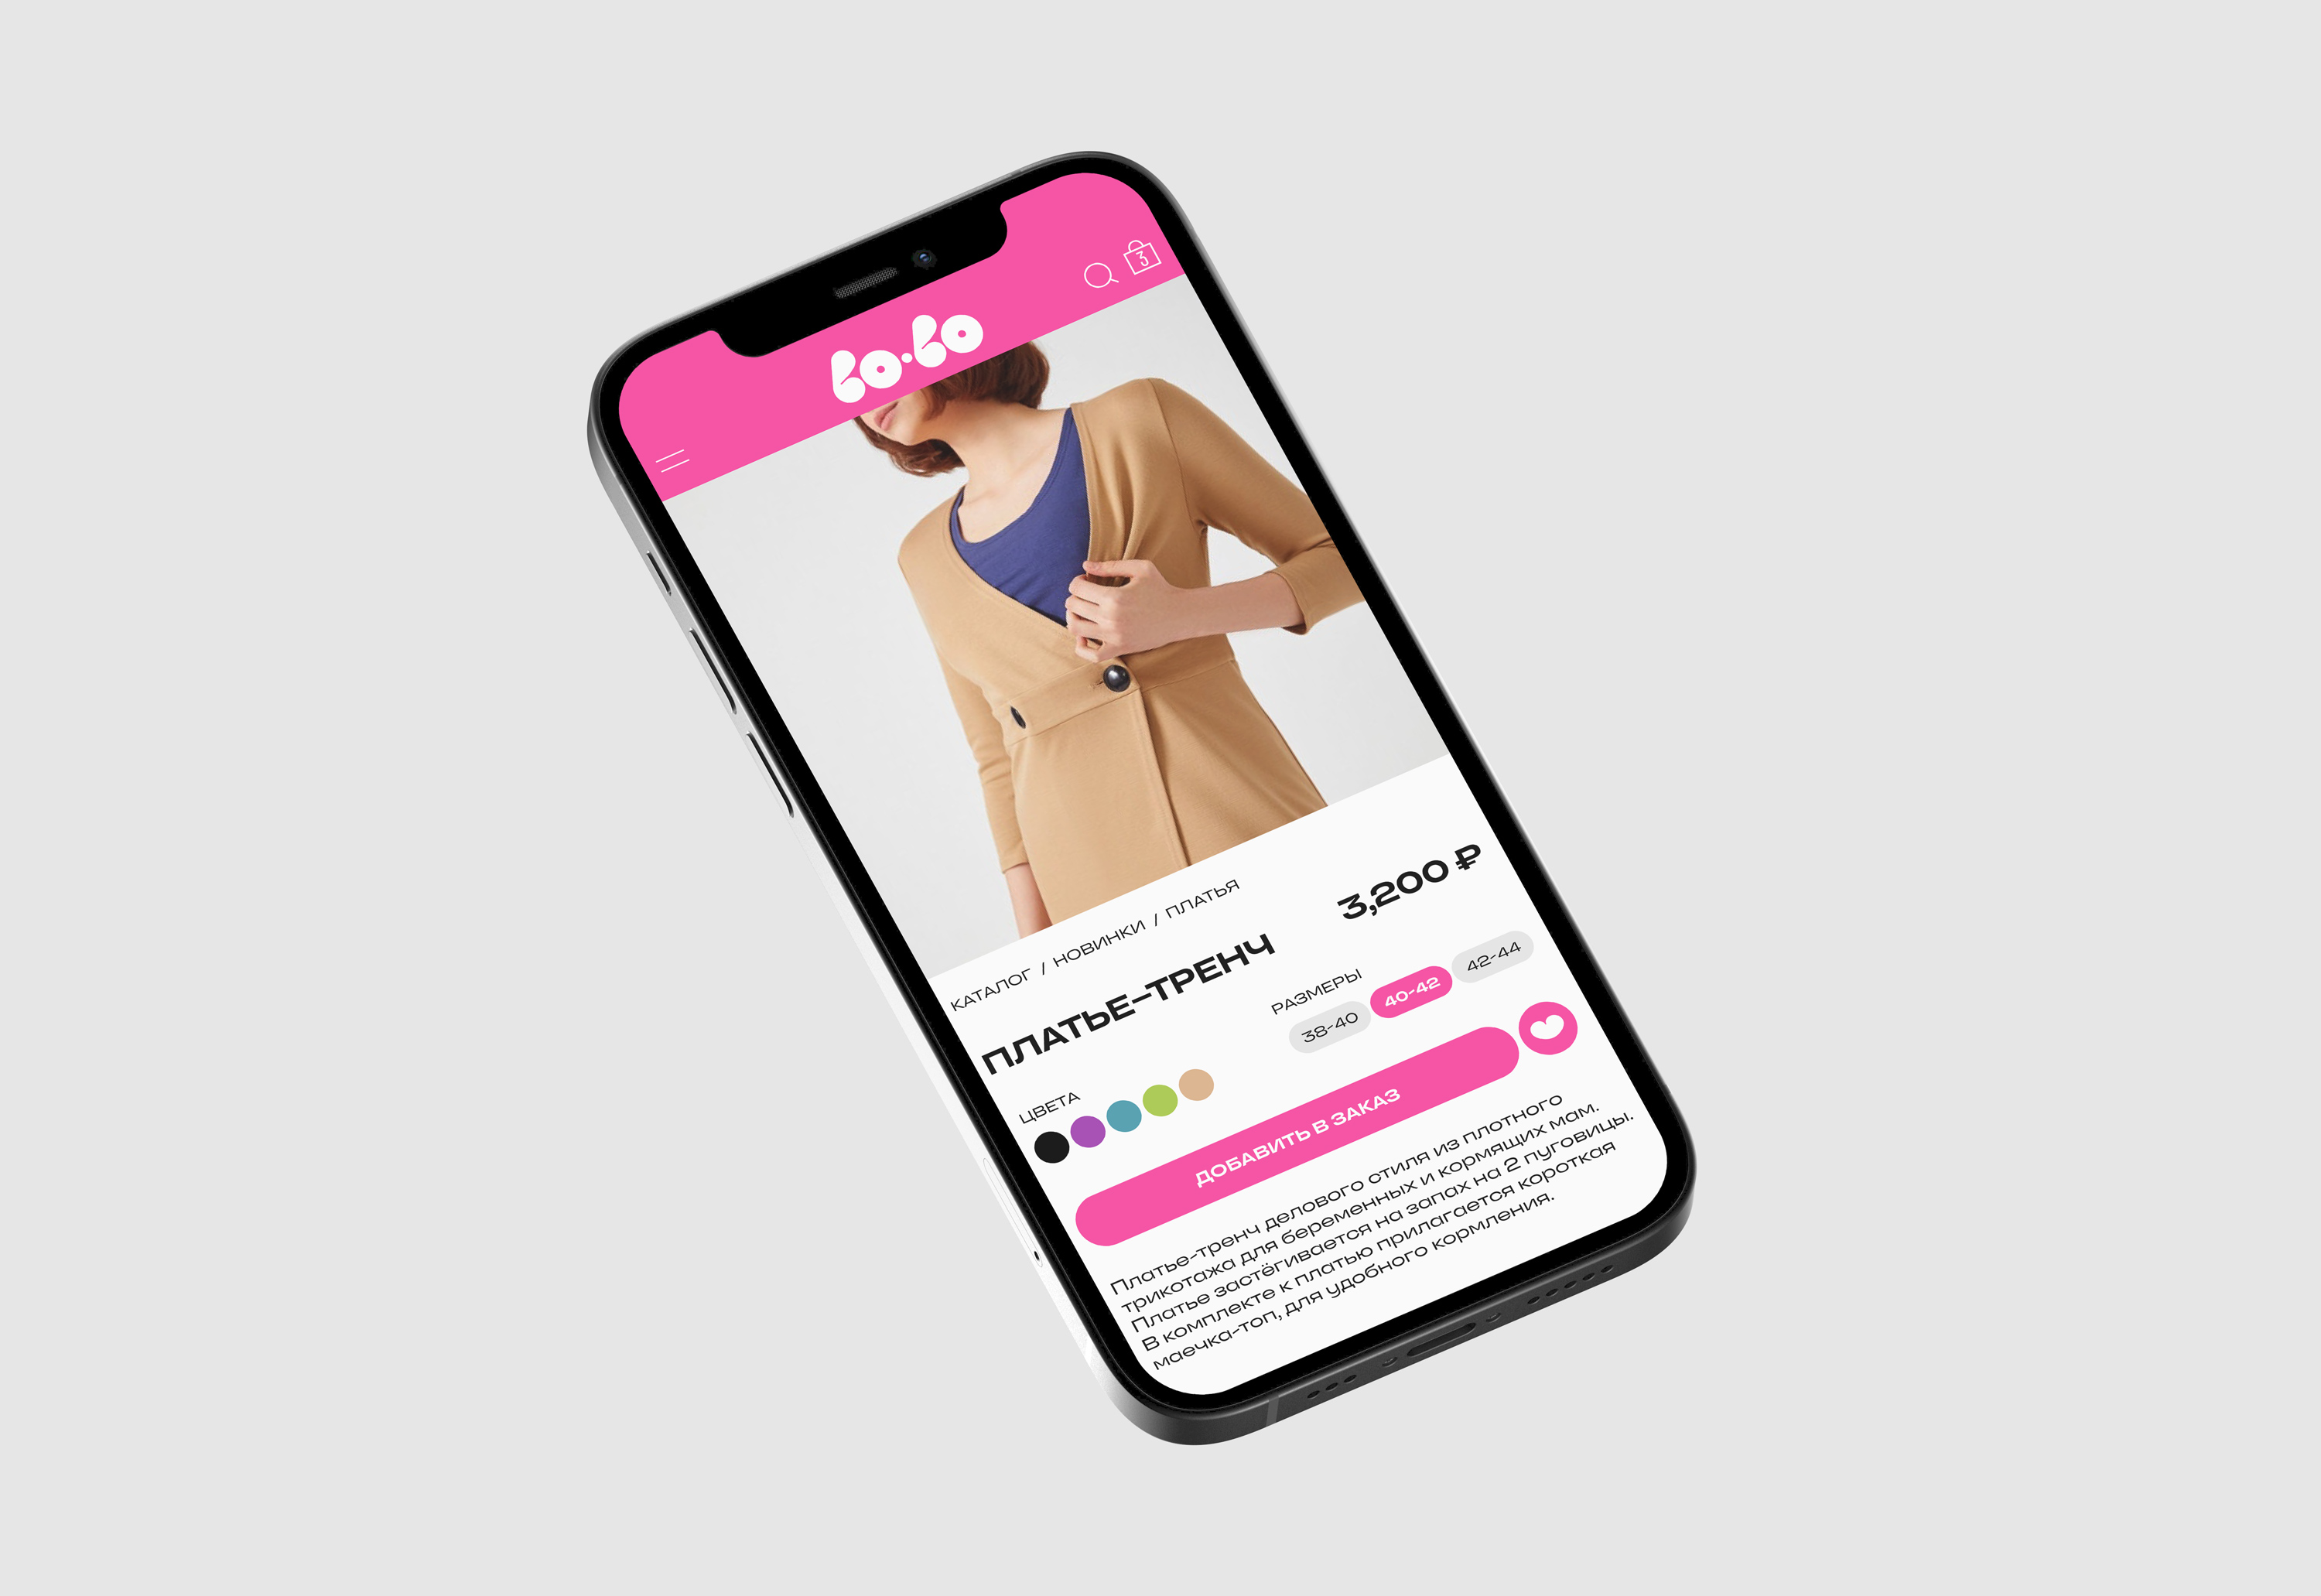 3
bo·bo
КАТАЛОГ / НОВИНКИ / ПЛАТЬЯ
ПЛАТЬЕ-ТРЕНЧ
3,200 ₽
ЦВЕТА
РАЗМЕРЫ
38-40 40-42 42-44
ДОБАВИТЬ В ЗАКАЗ
Платье-тренч делового стиля из плотного
трикотажа для беременных и кормящих мам.
Платье застёгивается на запах на 2 пуговицы.
В комплекте к платью прилагается короткая
маечка-топ, для удобного кормления.